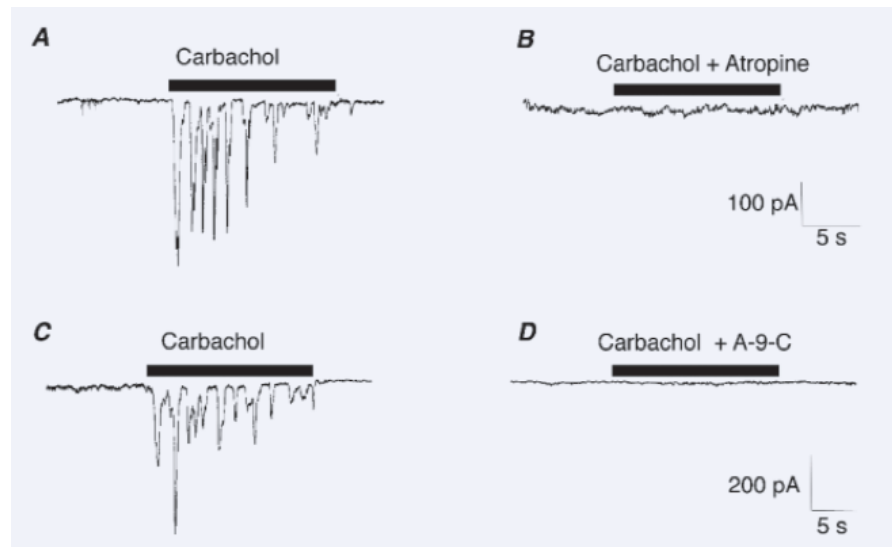 A
Carbachol
B
Carbachol + Atropine
100 pA
5 s
C
Carbachol
D
Carbachol + A-9-C
200 pA
5 s